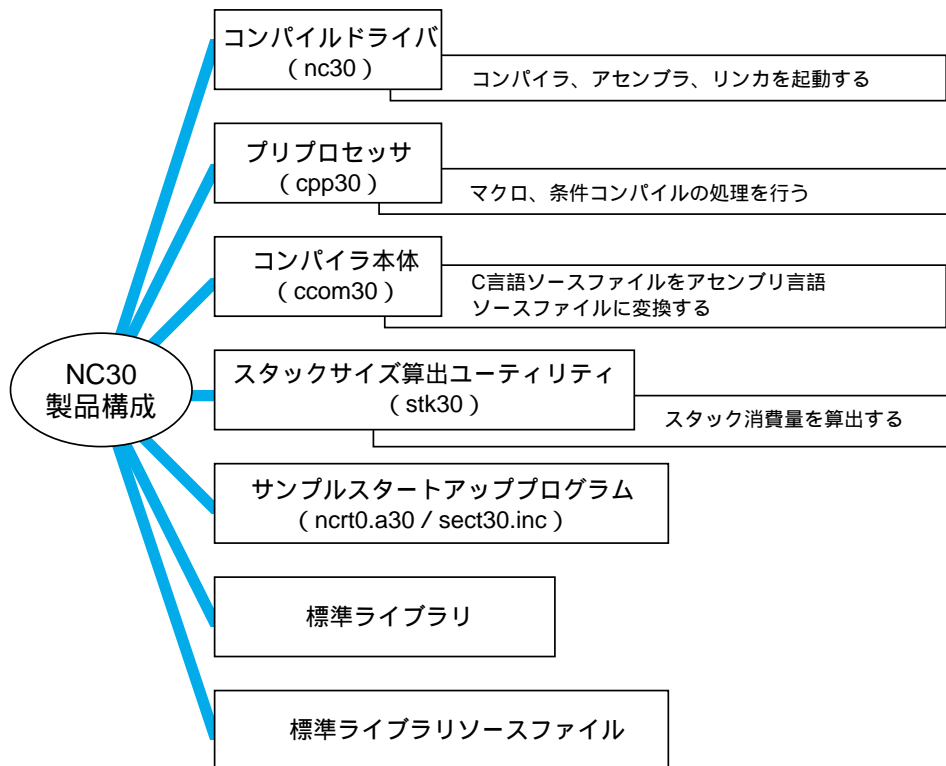 コンパイルドライバ
（nc30）
コンパイラ、アセンブラ、リンカを起動する
プリプロセッサ
（cpp30）
マクロ、条件コンパイルの処理を行う
コンパイラ本体
（ccom30）
C言語ソースファイルをアセンブリ言語
ソースファイルに変換する
NC30
製品構成
スタックサイズ算出ユーティリティ
（stk30）
スタック消費量を算出する
サンプルスタートアッププログラム
（ncrt0.a30 / sect30.inc）
標準ライブラリ
標準ライブラリソースファイル